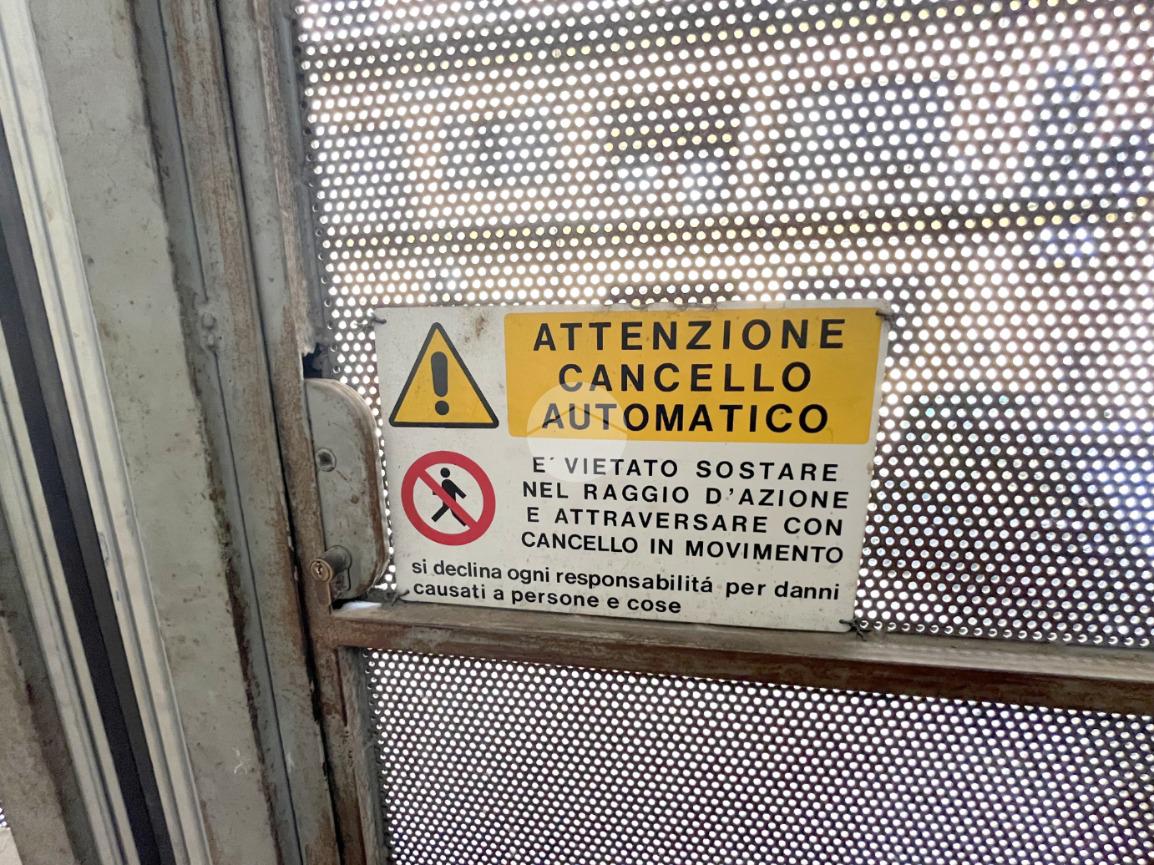 ATTENZIONE
CANCELLO
AUTOMATICO
E´ VIETATO SOSTARE
NEL RAGGIO D'AZIONE
E ATTRAVERSARE CON
CANCELLO IN MOVIMENTO
si declina ogni responsabilitá per danni
causati a persone e cose